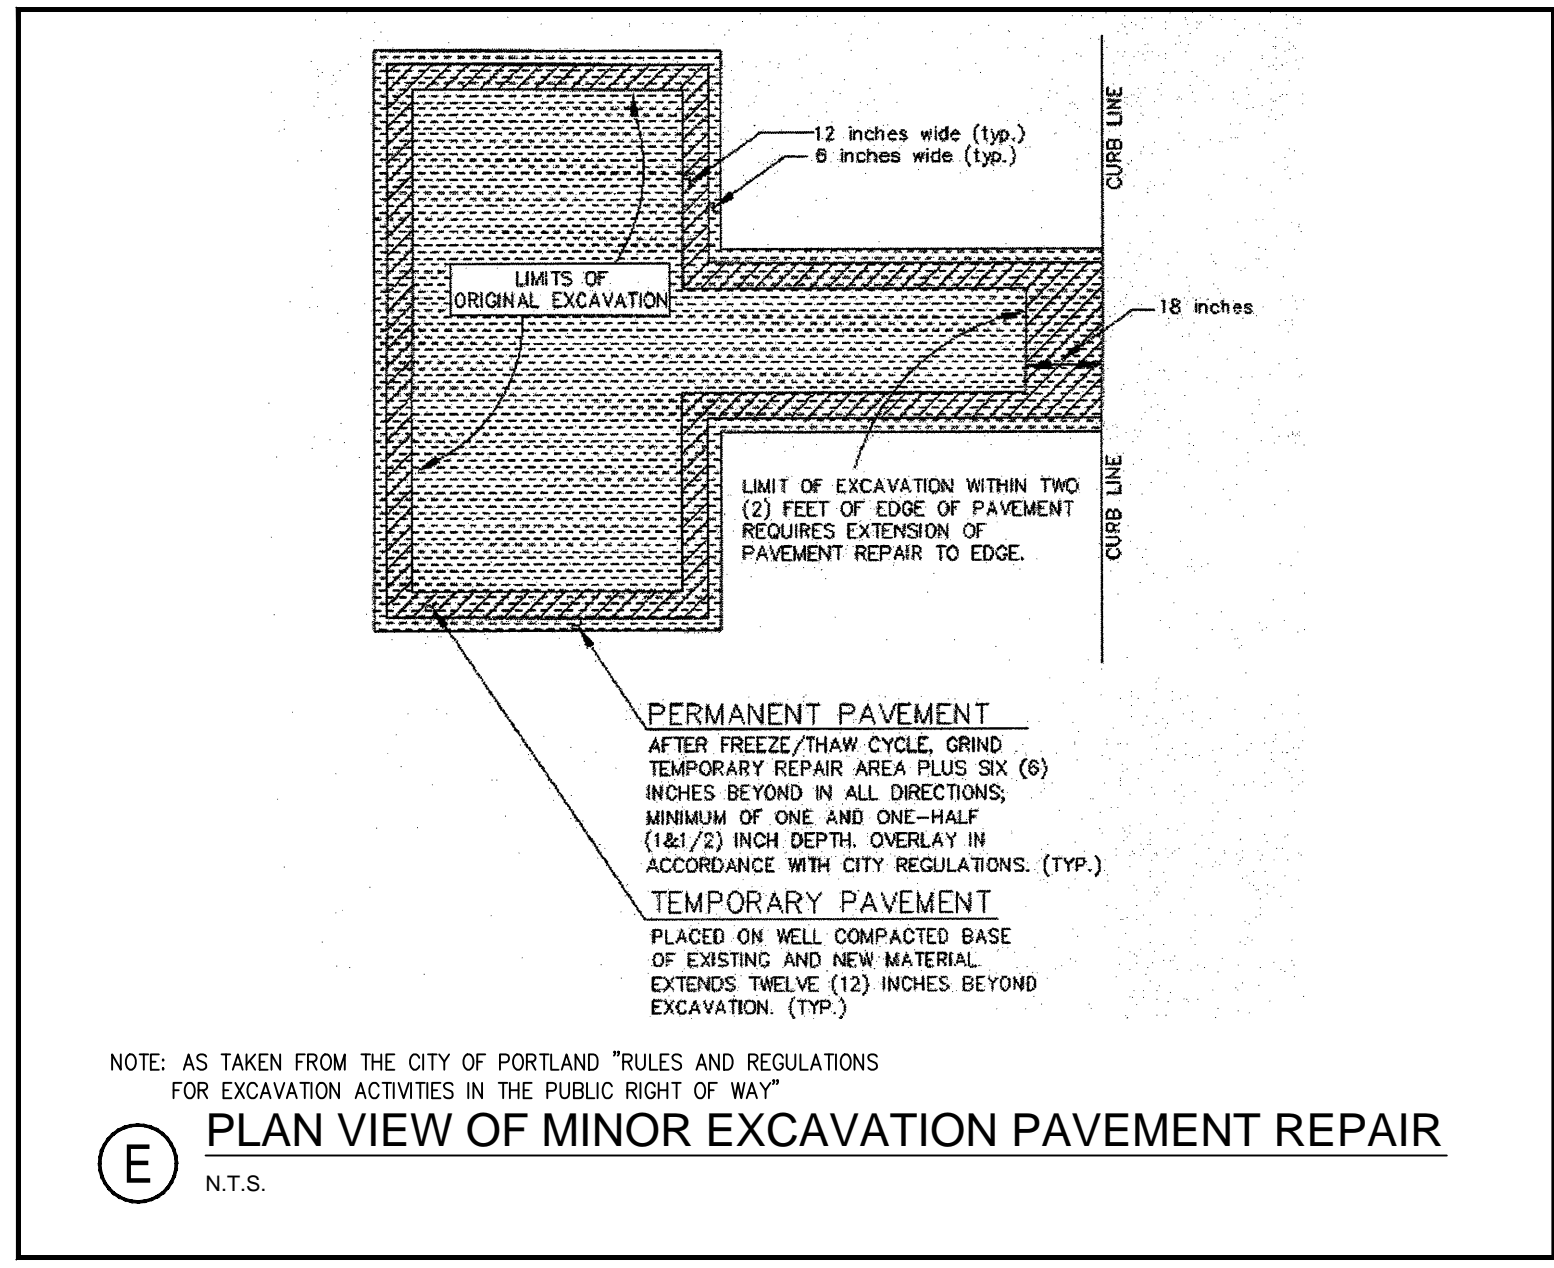 CURB LINE
12 inches wide (typ.)
6 inches wide (typ.)
LIMITS OF
ORIGINAL EXCAVATION
18 inches
LIMIT OF EXCAVATION WITHIN TWO
(2) FEET OF EDGE OF PAVEMENT
REQUIRES EXTENSION OF
PAVEMENT REPAIR TO EDGE.
CURB LINE
PERMANENT PAVEMENT
AFTER FREEZE/THAW CYCLE, GRIND
TEMPORARY REPAIR AREA PLUS SIX (6)
INCHES BEYOND IN ALL DIRECTIONS;
MINIMUM OF ONE AND ONE-HALF
(1&1/2) INCH DEPTH. OVERLAY IN
ACCORDANCE WITH CITY REGULATIONS. (TYP.)
TEMPORARY PAVEMENT
PLACED ON WELL COMPACTED BASE
OF EXISTING AND NEW MATERIAL
EXTENDS TWELVE (12) INCHES BEYOND
EXCAVATION. (TYP.)
NOTE: AS TAKEN FROM THE CITY OF PORTLAND "RULES AND REGULATIONS
FOR EXCAVATION ACTIVITIES IN THE PUBLIC RIGHT OF WAY"
E PLAN VIEW OF MINOR EXCAVATION PAVEMENT REPAIR
N.T.S.